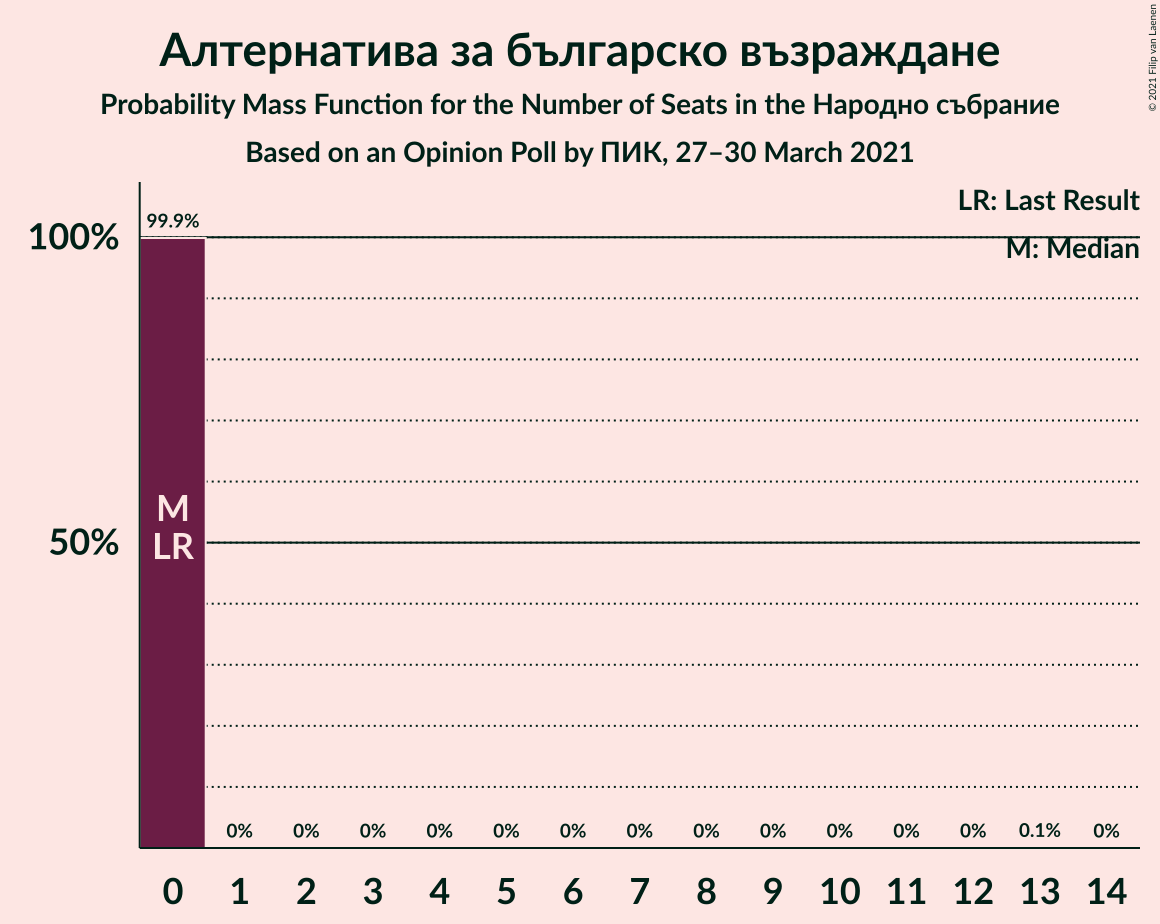 Алтернатива за българско възраждане
Probability Mass Function for the Number of Seats in the Народно събрание
Based on an Opinion Poll by ПИК, 27–30 March 2021
© 2021 Filip van Laenen
LR: Last Result
M: Median
99.9%
100%
50%
M
LR
0% 0% 0% 0% 0% 0% 0% 0% 0% 0% 0% 0% 0.1% 0%
0 1 2 3 4 5 6 7 8 9 10 11 12 13 14